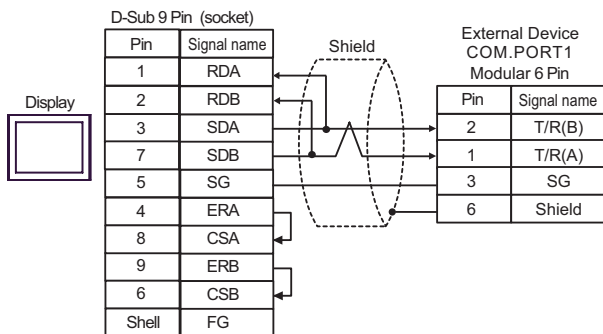 D-Sub 9 Pin (socket)
Pin Signal name
1 RDA
2 RDB
3 SDA
7 SDB
5 SG
4 ERA
8 CSA
9 ERB
6 CSB
Shell FG
Display
Shield
External Device
COM.PORT1
Modular 6 Pin
Pin Signal name
2 T/R(B)
1 T/R(A)
3 SG
6 Shield